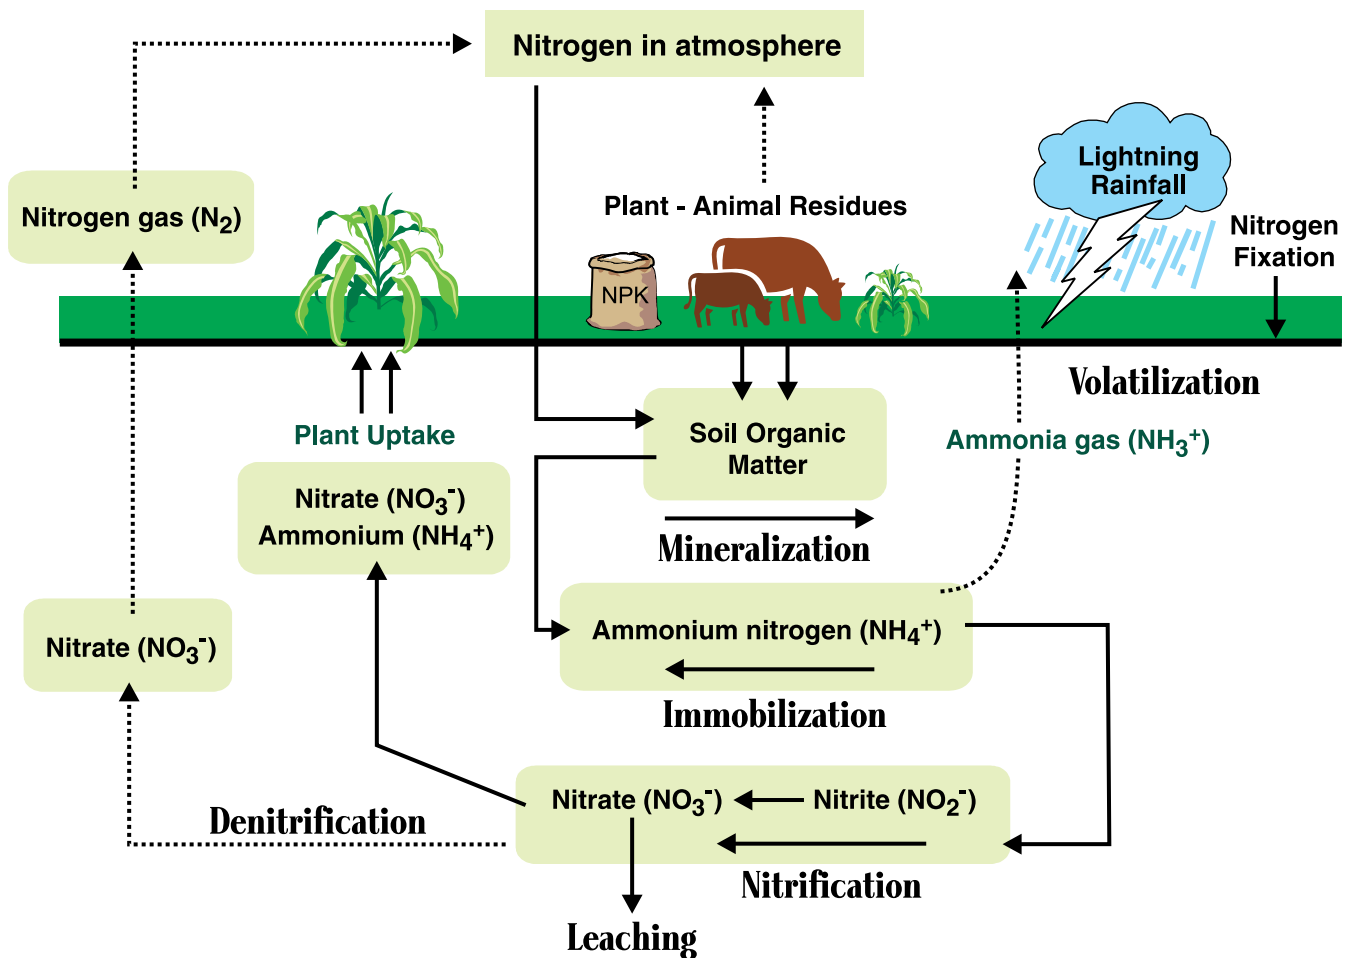 Nitrogen in atmosphere
Lightning
Rainfall
Nitrogen gas (N₂)
Plant - Animal Residues
Nitrogen
Fixation
NPK
Volatilization
Plant Uptake
Soil Organic
Matter
Ammonia gas (NH₃⁺)
Nitrate (NO₃⁻)
Ammonium (NH₄⁺)
Mineralization
Nitrate (NO₃⁻)
Ammonium nitrogen (NH₄⁺)
Immobilization
Nitrate (NO₃⁻)
Nitrite (NO₂⁻)
Denitrification
Nitrification
Leaching